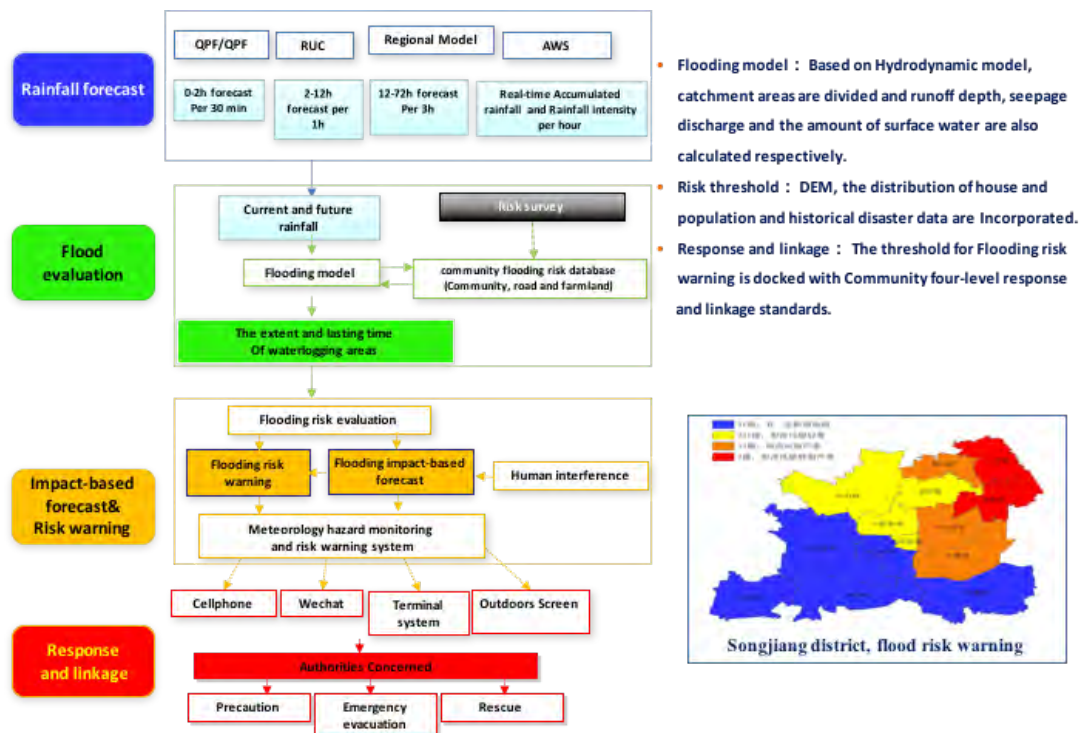 Rainfall forecast
QPF/QPF
RUC
Regional Model
AWS
0-2h forecast
Per 30 min
2-12h
forecast per
1h
12-72h forecast
Per 3h
Real-time Accumulated
rainfall and Rainfall intensity
per hour
Flood
evaluation
Current and future
rainfall
Risk survey
Flooding model
community flooding risk database
(Community, road and farmland)
The extent and lasting time
Of waterlogging areas
Impact-based
forecast&
Risk warning
Flooding risk evaluation
Flooding risk
warning
Flooding impact-based
forecast
Human interference
Meteorology hazard monitoring
and risk warning system
Response
and linkage
Cellphone
Wechat
Terminal
system
Outdoors Screen
Authorities Concerned
Precaution
Emergency
evacuation
Rescue
• Flooding model： Based on Hydrodynamic model,
catchment areas are divided and runoff depth, seepage
discharge and the amount of surface water are also
calculated respectively.
• Risk threshold： DEM, the distribution of house and
population and historical disaster data are Incorporated.
• Response and linkage： The threshold for Flooding risk
warning is docked with Community four-level response
and linkage standards.
Songjiang district, flood risk warning